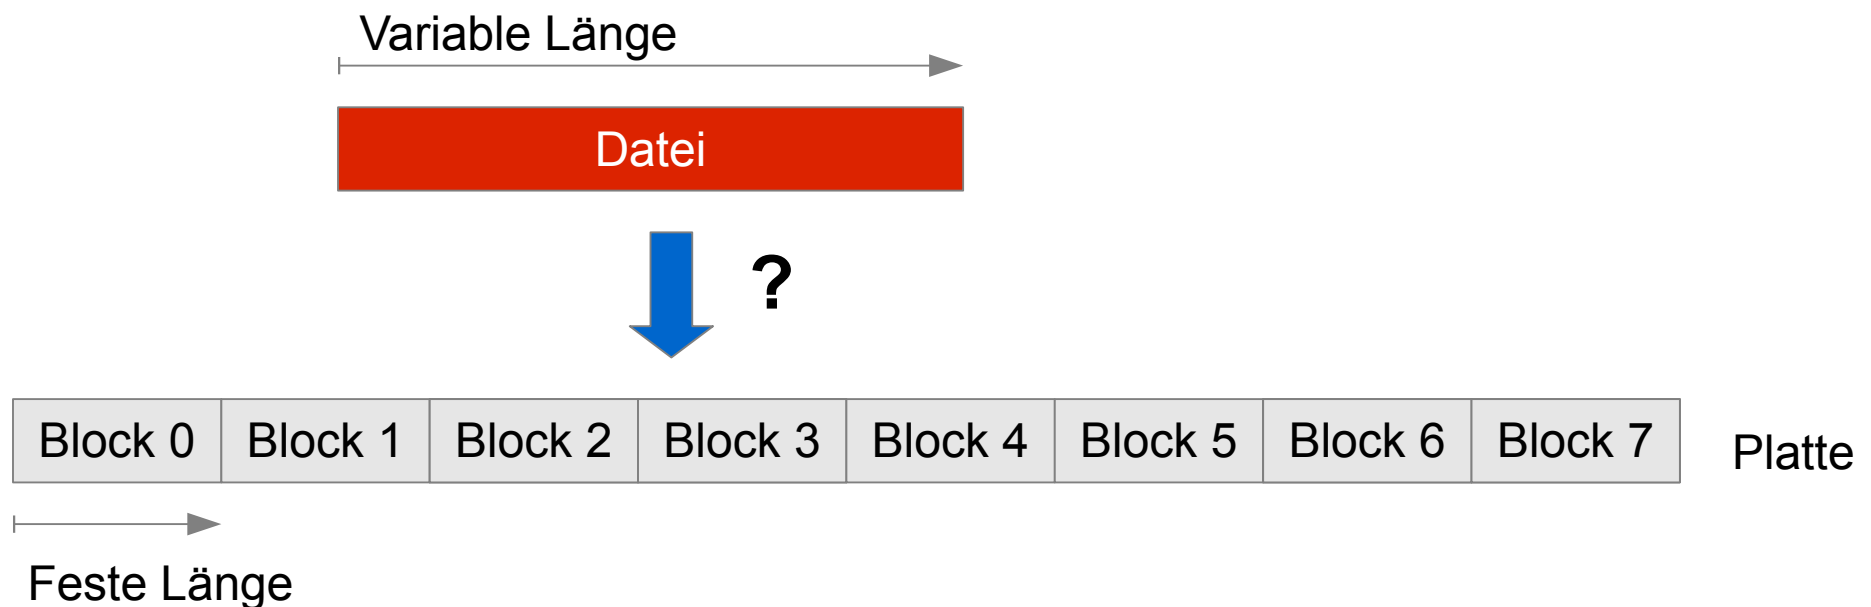 Variable Länge
Datei
?
Block 0 Block 1 Block 2 Block 3 Block 4 Block 5 Block 6 Block 7 Platte
Feste Länge